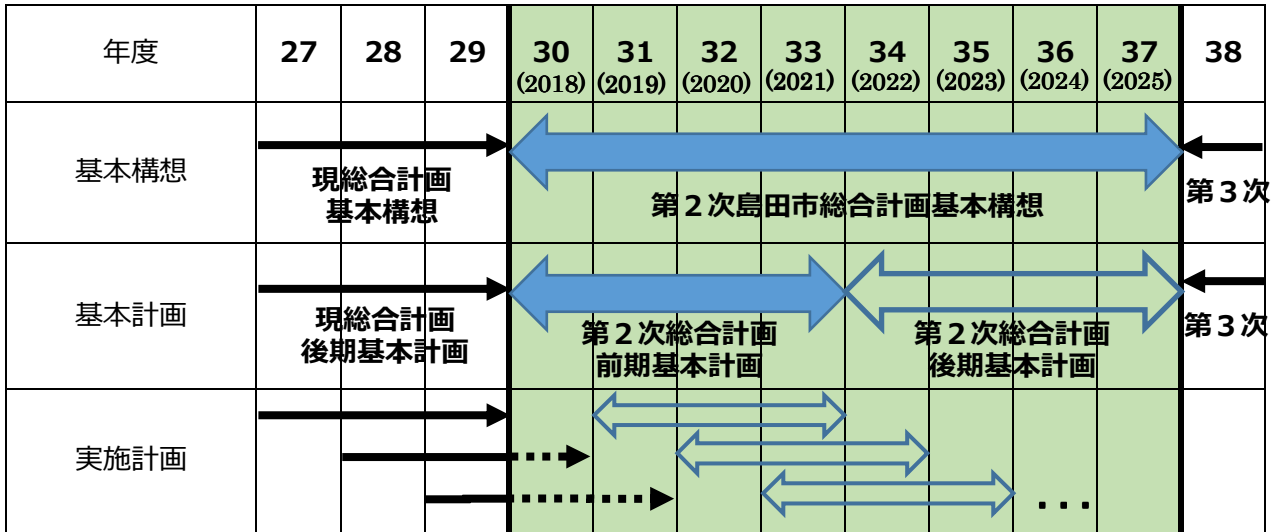 年度 27 28 29 30 31 32 33 34 35 36 37 38
(2018) (2019) (2020) (2021) (2022) (2023) (2024) (2025)
基本構想
現総合計画
基本構想
第２次島田市総合計画基本構想
第３次
基本計画
現総合計画
後期基本計画
第２次総合計画
前期基本計画
第２次総合計画
後期基本計画
第３次
実施計画
...